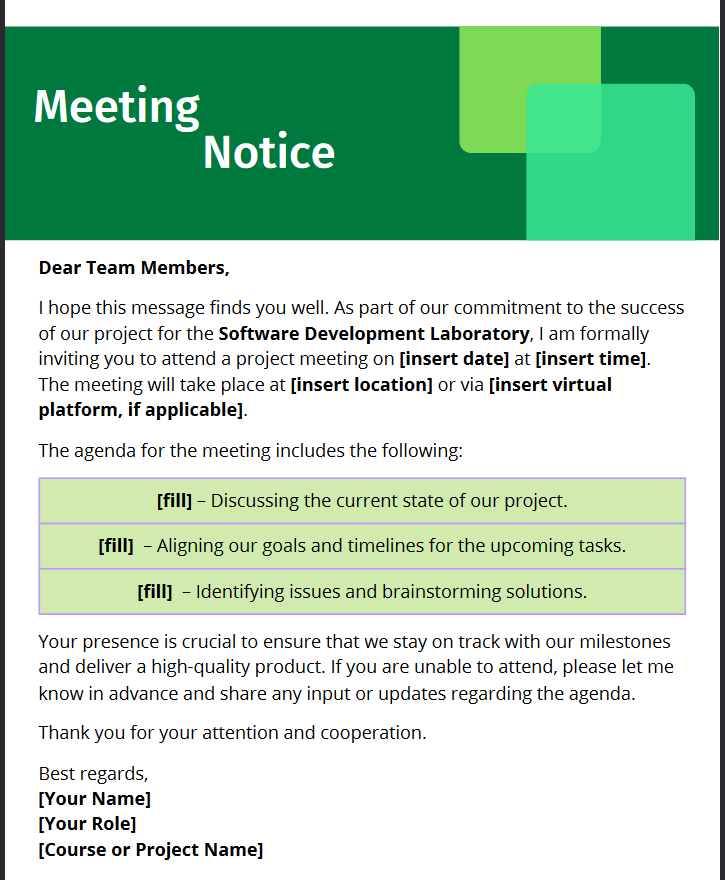 Meeting
Notice
Dear Team Members,
I hope this message finds you well. As part of our commitment to the success
of our project for the Software Development Laboratory, I am formally
inviting you to attend a project meeting on [insert date] at [insert time].
The meeting will take place at [insert location] or via [insert virtual
platform, if applicable].
The agenda for the meeting includes the following:
[fill] – Discussing the current state of our project.
[fill] – Aligning our goals and timelines for the upcoming tasks.
[fill] – Identifying issues and brainstorming solutions.
Your presence is crucial to ensure that we stay on track with our milestones
and deliver a high-quality product. If you are unable to attend, please let me
know in advance and share any input or updates regarding the agenda.
Thank you for your attention and cooperation.
Best regards,
[Your Name]
[Your Role]
[Course or Project Name]